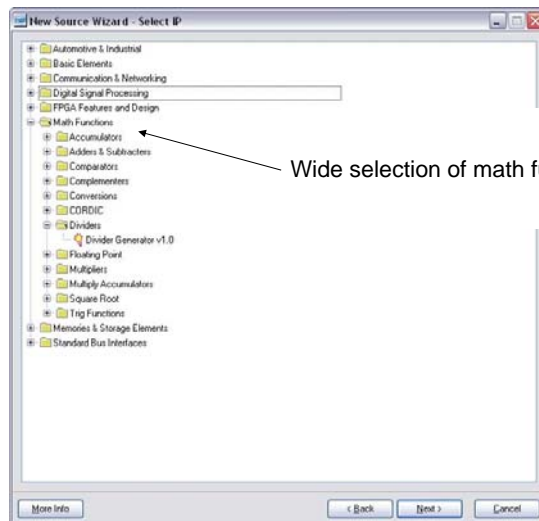 New Source Wizard - Select IP
Automotive & Industrial
Basic Elements
Communication & Networking
Digital Signal Processing
FPGA Features and Design
Math Functions
Accumulators
Adders & Subtracters
Comparators
Complementers
Conversions
CORDIC
Dividers
Divider Generator v1.0
Floating Point
Multipliers
Multiply Accumulators
Square Root
Trig Functions
Memories & Storage Elements
Standard Bus Interfaces
Wide selection of math fu
More Info
< Back
Next >
Cancel